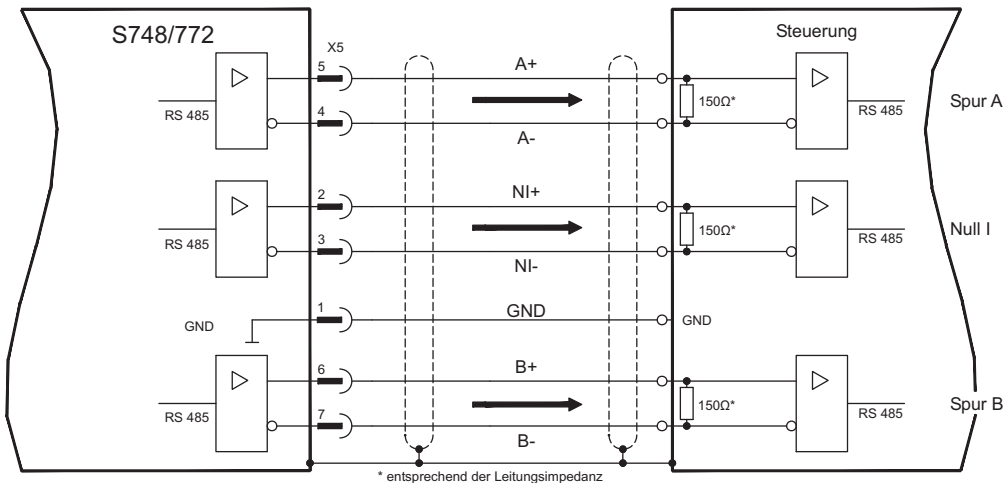 S748/772
X5
Steuerung
5
A+
RS 485
150Ω*
RS 485
Spur A
4
A-
2
NI+
RS 485
150Ω*
RS 485
Null I
3
NI-
1
GND
GND
GND
6
B+
RS 485
150Ω*
RS 485
Spur B
7
B-
* entsprechend der Leitungsimpedanz